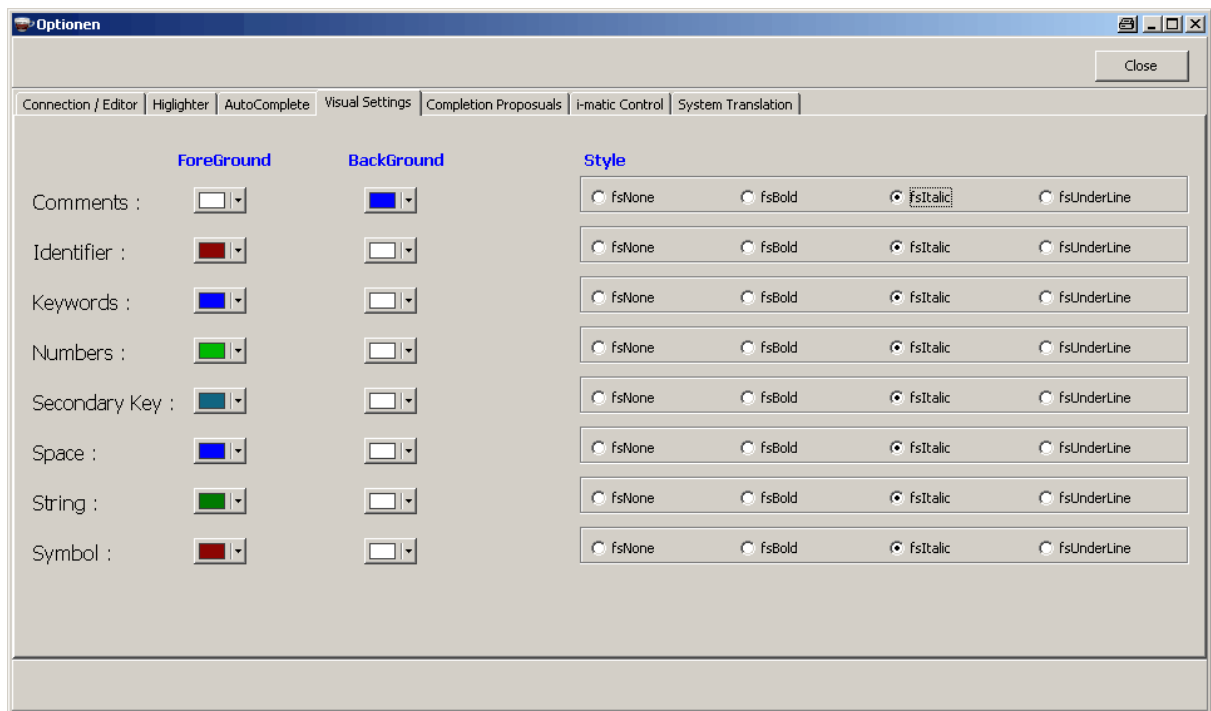 Optionen
Close
Connection / Editor Higlighter AutoComplete Visual Settings Completion Proposuals i-matic Control System Translation
ForeGround BackGround Style
Comments : fsNone fsBold fsItalic fsUnderLine
Identifier : fsNone fsBold fsItalic fsUnderLine
Keywords : fsNone fsBold fsItalic fsUnderLine
Numbers : fsNone fsBold fsItalic fsUnderLine
Secondary Key : fsNone fsBold fsItalic fsUnderLine
Space : fsNone fsBold fsItalic fsUnderLine
String : fsNone fsBold fsItalic fsUnderLine
Symbol : fsNone fsBold fsItalic fsUnderLine